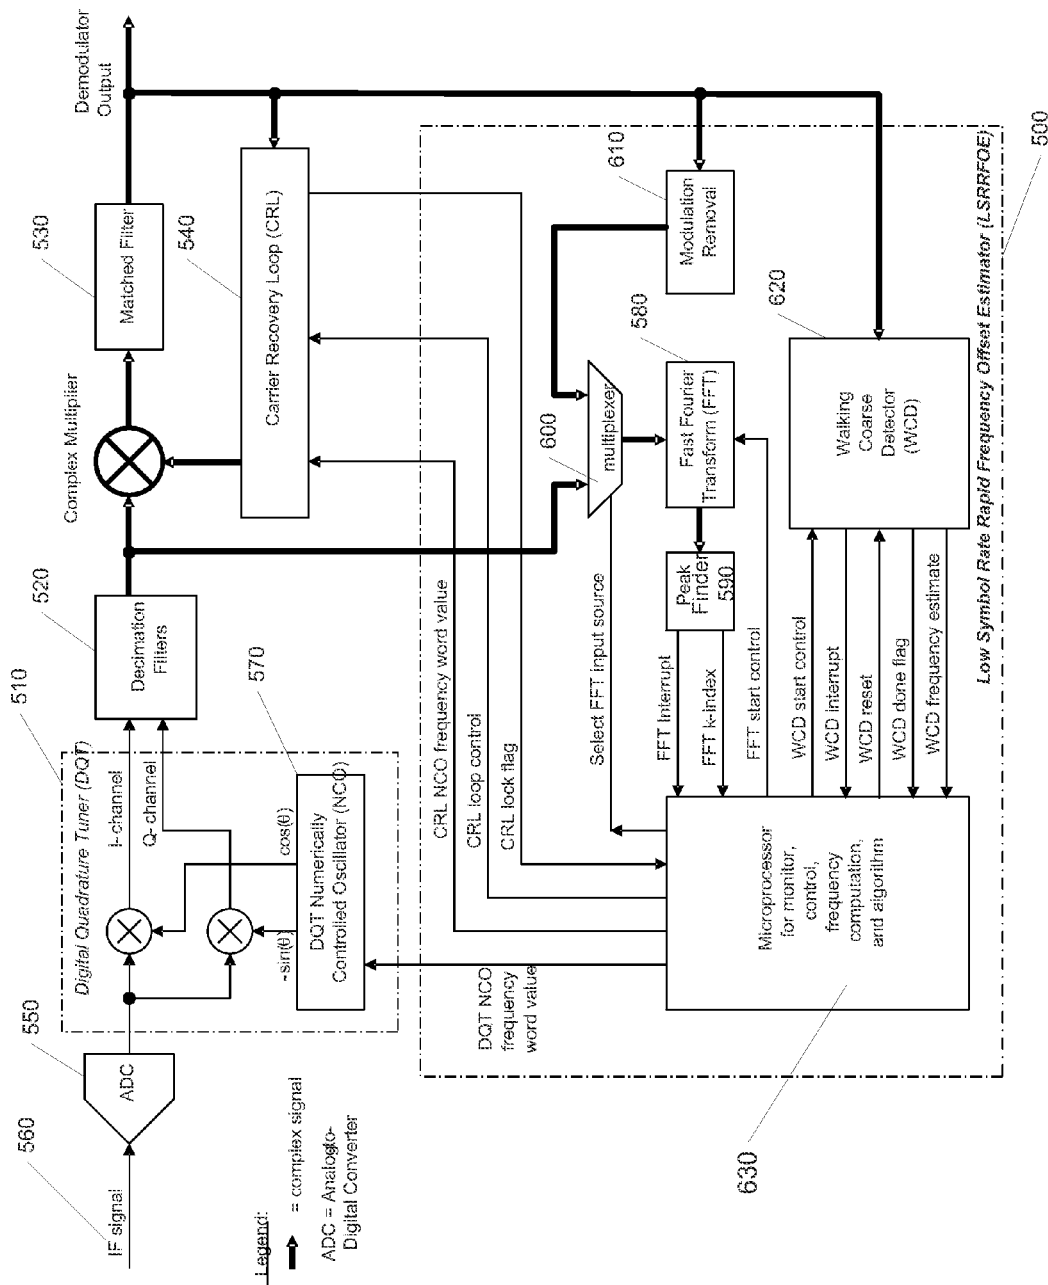 560
IF signal
550
ADC
510
Digital Quadrature Tuner (DQT)
I-channel
Q- channel
cos(θ)
-sin(θ)
570
DQT Numerically
Controlled Oscillator (NCO)
520
Decimation
Filters
Complex Multiplier
530
Matched Filter
Demodulator
Output
540
Carrier Recovery Loop (CRL)
Legend:
= complex signal
ADC = Analogto-
Digital Converter
DQT NCO
frequency
word value
CRL NCO frequency word value
CRL loop control
CRL lock flag
Select FFT input source
600
multiplexer
610
Modulation
Removal
580
Fast Fourier
Transform (FFT)
Peak
Finder
590
FFT Interrupt
FFT k-index
FFT start control
620
Walking
Coarse
Detector
(WCD)
WCD start control
WCD interrupt
WCD reset
WCD done flag
WCD frequency estimate
Microprocessor
for monitor,
control,
frequency
computation,
and algorithm
630
Low Symbol Rate Rapid Frequency Offset Estimator (LSRRFOE)
500